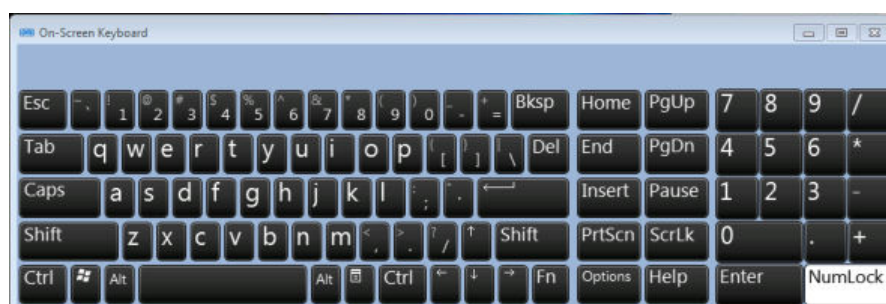 On-Screen Keyboard
Esc ~ ` ! 1 @ 2 # 3 $ 4 % 5 ^ 6 & 7 * 8 ( 9 ) 0 _ - + = Bksp Home PgUp 7 8 9 /
Tab q w e r t y u i o p { [ } ] | \ Del End PgDn 4 5 6 *
Caps a s d f g h j k l : ; " ' Insert Pause 1 2 3 -
Shift z x c v b n m < , > . ? / ↑ Shift PrtScn ScrLk 0 . +
Ctrl Alt Alt Ctrl ← ↓ → Fn Options Help Enter NumLock